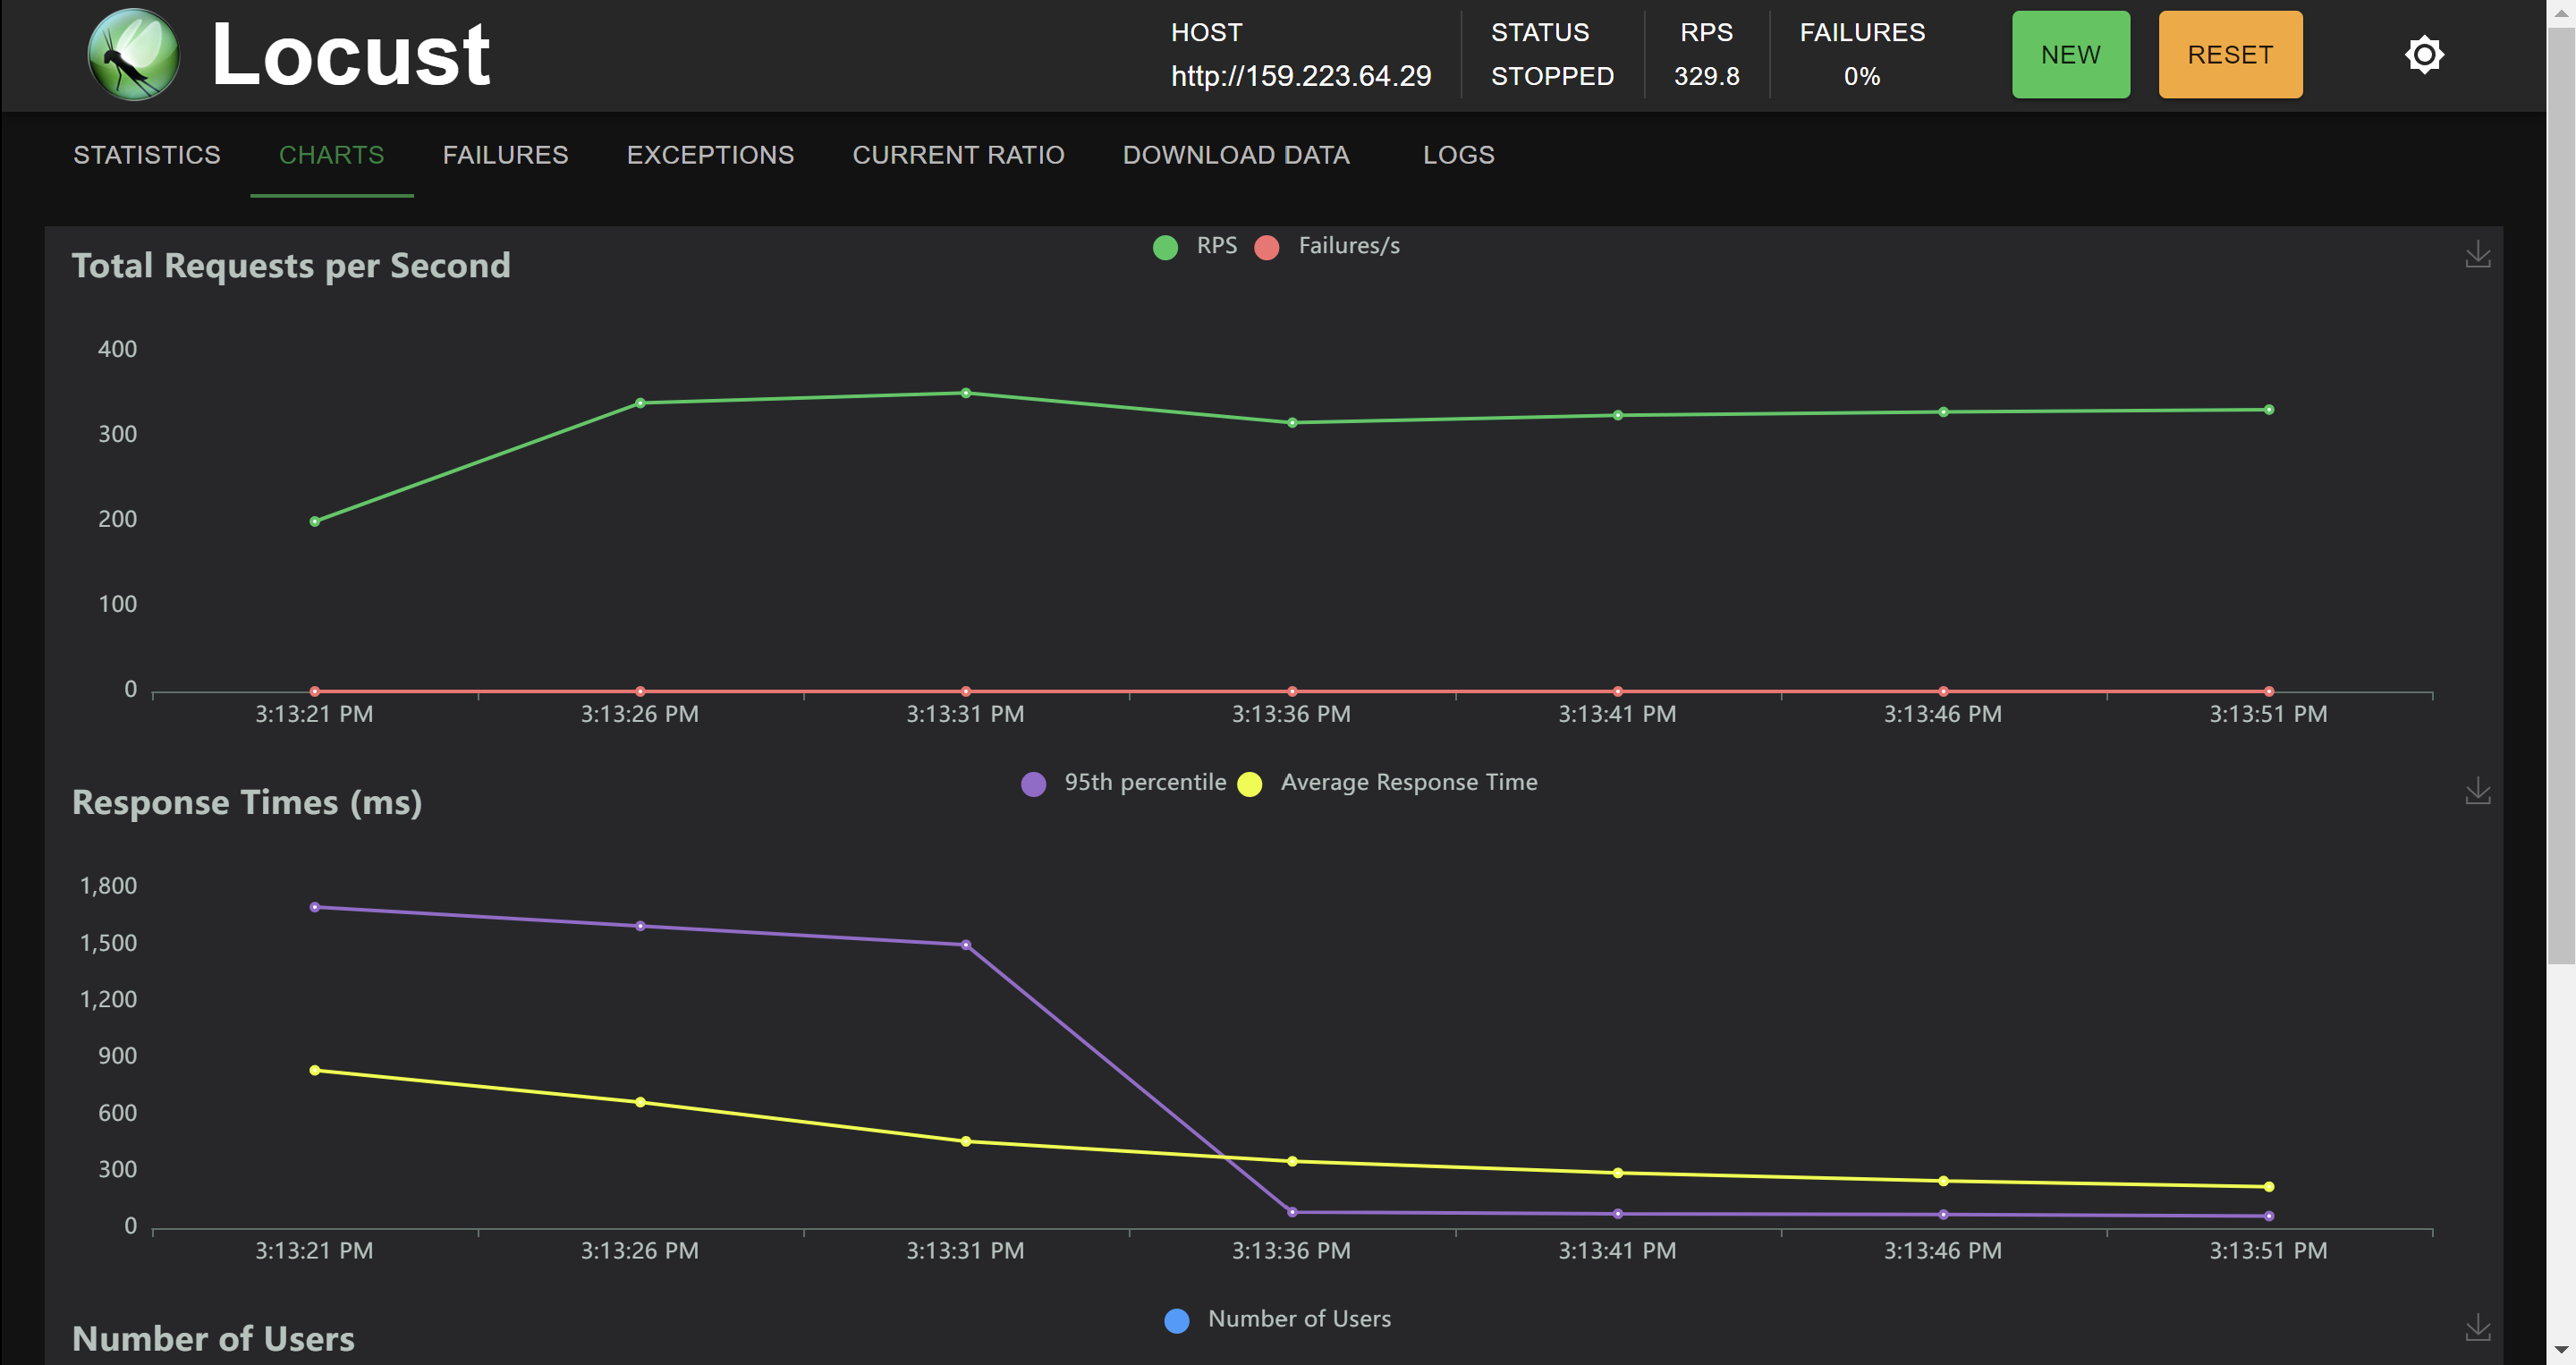 Locust
HOST
http://159.223.64.29
STATUS
STOPPED
RPS
329.8
FAILURES
0%
NEW
RESET
STATISTICS
CHARTS
FAILURES
EXCEPTIONS
CURRENT RATIO
DOWNLOAD DATA
LOGS
Total Requests per Second
RPS
Failures/s
400
300
200
100
0
3:13:21 PM
3:13:26 PM
3:13:31 PM
3:13:36 PM
3:13:41 PM
3:13:46 PM
3:13:51 PM
Response Times (ms)
95th percentile
Average Response Time
1,800
1,500
1,200
900
600
300
0
3:13:21 PM
3:13:26 PM
3:13:31 PM
3:13:36 PM
3:13:41 PM
3:13:46 PM
3:13:51 PM
Number of Users
Number of Users